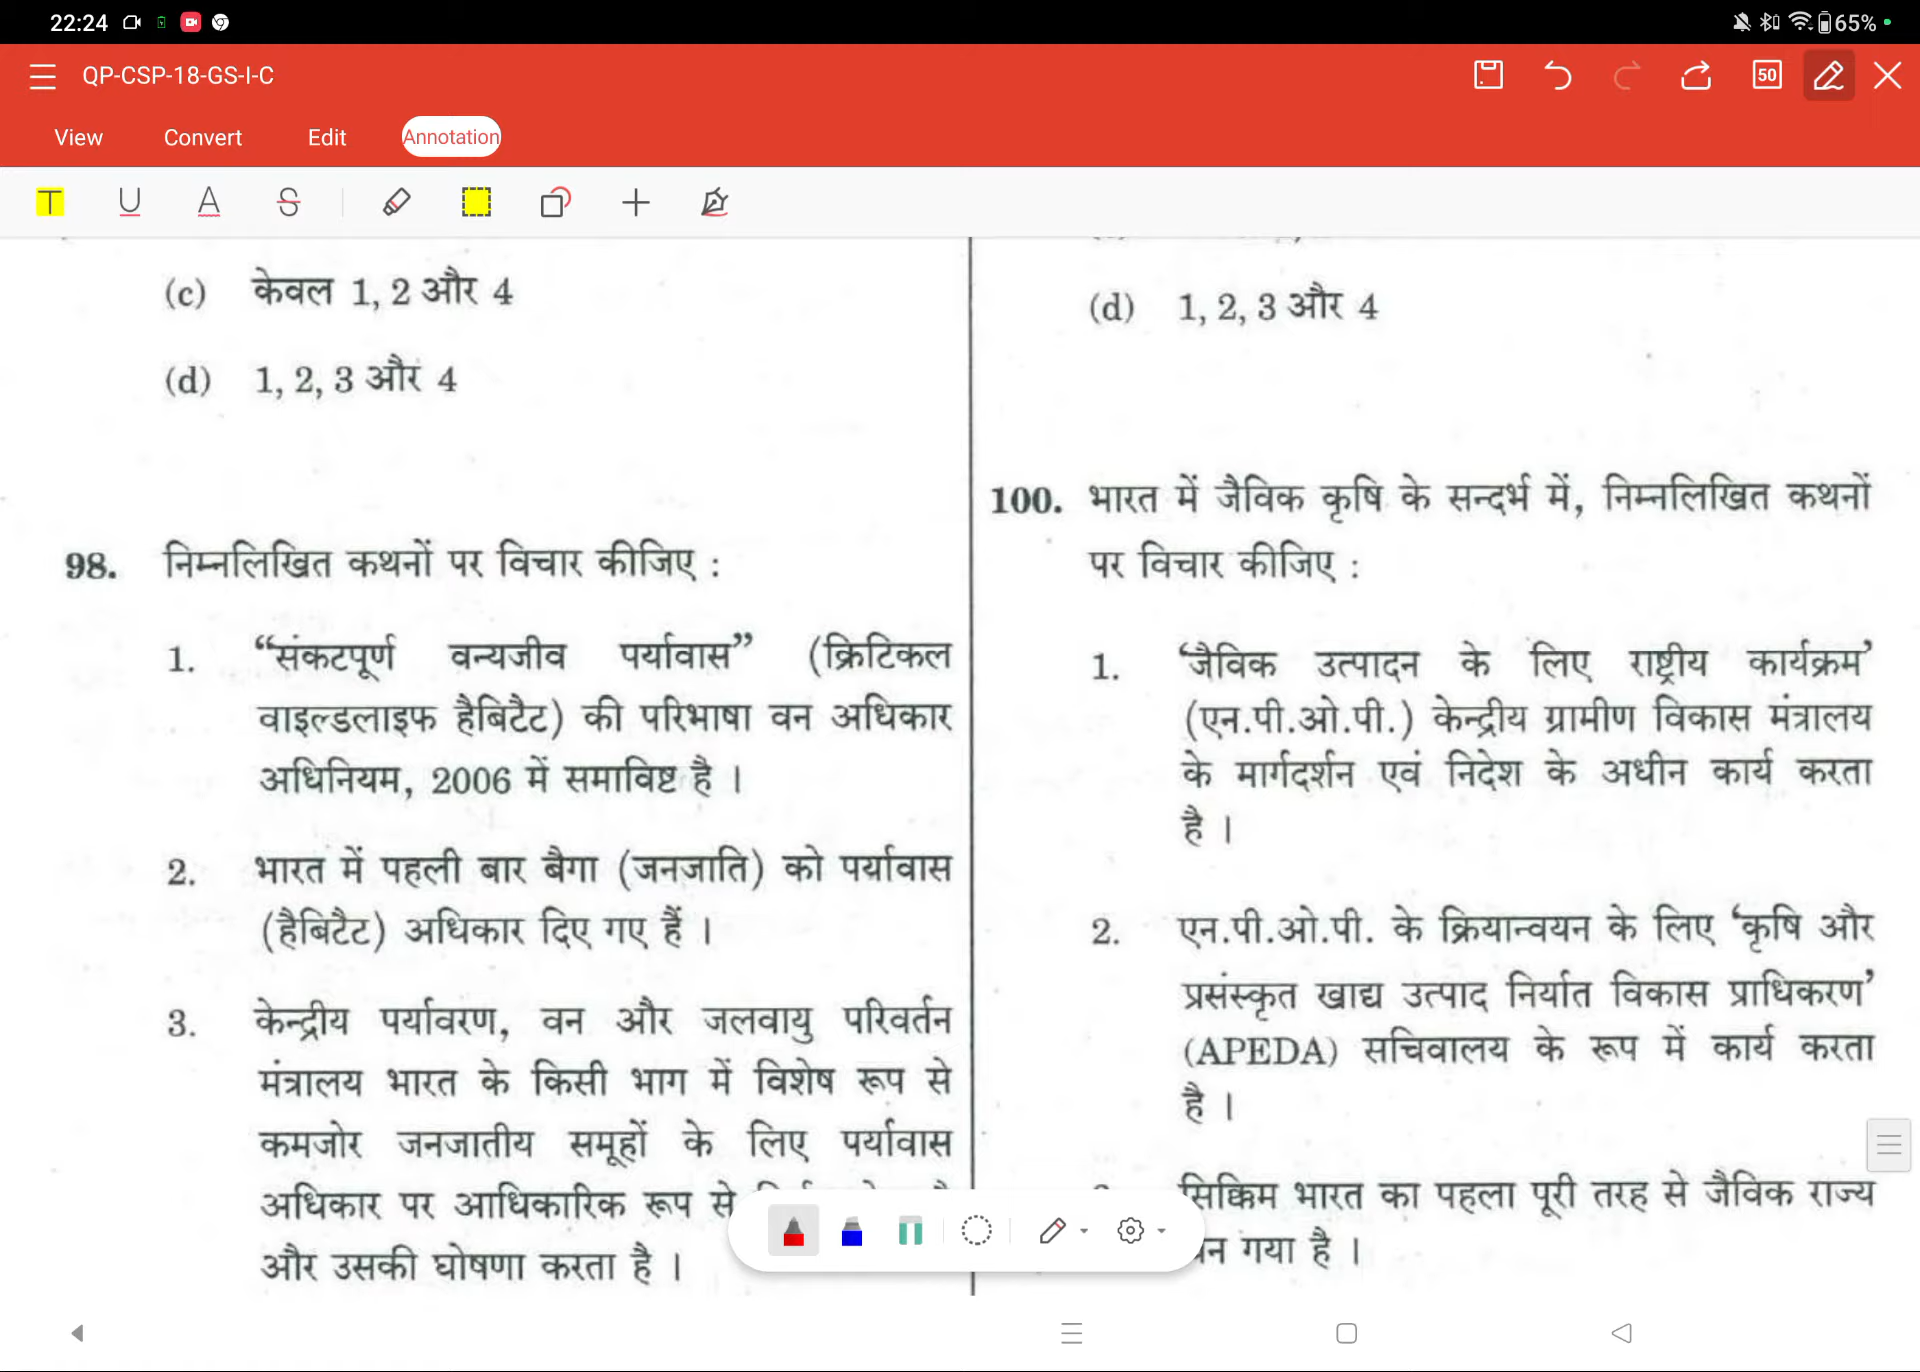 22:24
65%
QP-CSP-18-GS-I-C
50
View Convert Edit Annotation
(c) केवल 1, 2 और 4
(d) 1, 2, 3 और 4
98. निम्नलिखित कथनों पर विचार कीजिए :
1. “संकटपूर्ण वन्यजीव पर्यावास” (क्रिटिकल
वाइल्डलाइफ हैबिटैट) की परिभाषा वन अधिकार
अधिनियम, 2006 में समाविष्ट है ।
2. भारत में पहली बार बैगा (जनजाति) को पर्यावास
(हैबिटैट) अधिकार दिए गए हैं ।
3. केन्द्रीय पर्यावरण, वन और जलवायु परिवर्तन
मंत्रालय भारत के किसी भाग में विशेष रूप से
कमजोर जनजातीय समूहों के लिए पर्यावास
अधिकार पर आधिकारिक रूप से
और उसकी घोषणा करता है ।
(d) 1, 2, 3 और 4
100. भारत में जैविक कृषि के सन्दर्भ में, निम्नलिखित कथनों
पर विचार कीजिए :
1. ‘जैविक उत्पादन के लिए राष्ट्रीय कार्यक्रम’
(एन.पी.ओ.पी.) केन्द्रीय ग्रामीण विकास मंत्रालय
के मार्गदर्शन एवं निदेश के अधीन कार्य करता
है ।
2. एन.पी.ओ.पी. के क्रियान्वयन के लिए ‘कृषि और
प्रसंस्कृत खाद्य उत्पाद निर्यात विकास प्राधिकरण’
(APEDA) सचिवालय के रूप में कार्य करता
है ।
सिक्किम भारत का पहला पूरी तरह से जैविक राज्य
गया है ।